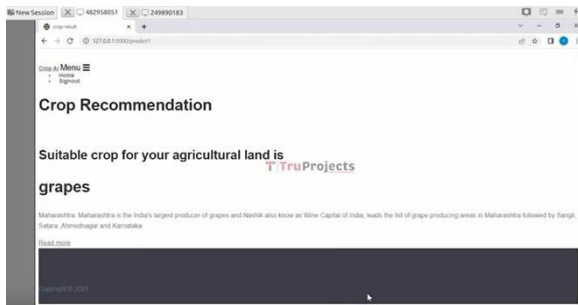 New Session
482958051
249890183
crop-result
127.0.0.1:5000/predict1
Crop AI Menu
Home
Signout
Crop Recommendation
Suitable crop for your agricultural land is
TruProjects
grapes
Maharashtra. Maharashtra is the India's largest producer of grapes and Nashik also know as Wine Capital of India, leads the list of grape producing areas in Maharashtra followed by Sangli,
Satara ,Ahmednagar and Karnataka
Read more
Copyright © 2021